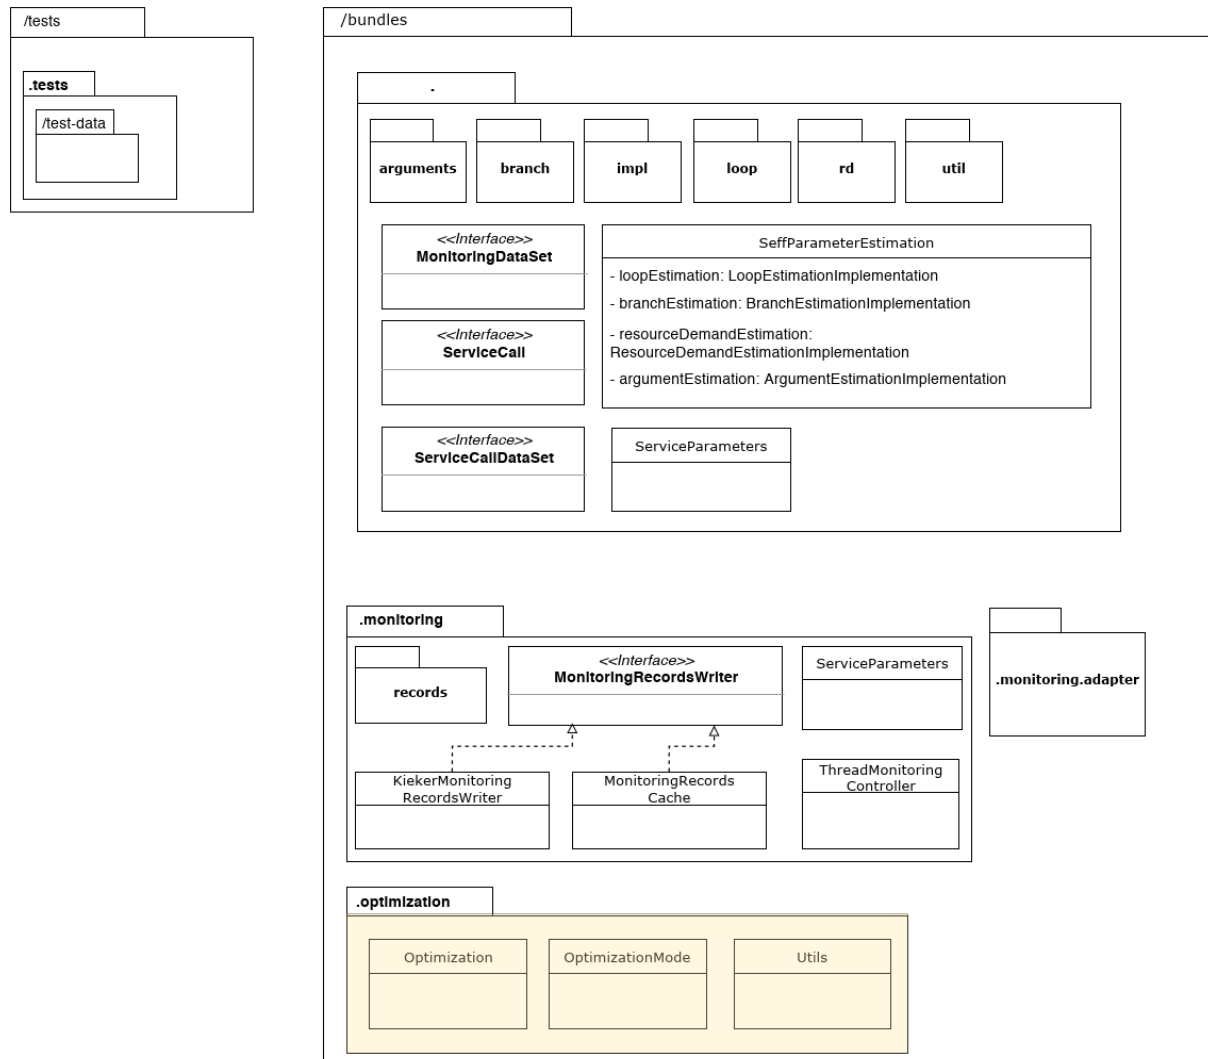 /tests
.tests
/test-data
/bundles
.
arguments
branch
impl
loop
rd
util
<<Interface>>
MonitoringDataSet
<<Interface>>
ServiceCall
<<Interface>>
ServiceCallDataSet
SeffParameterEstimation
- loopEstimation: LoopEstimationImplementation
- branchEstimation: BranchEstimationImplementation
- resourceDemandEstimation:
ResourceDemandEstimationImplementation
- argumentEstimation: ArgumentEstimationImplementation
ServiceParameters
.monitoring
records
<<Interface>>
MonitoringRecordsWriter
ServiceParameters
KiekerMonitoring
RecordsWriter
MonitoringRecords
Cache
ThreadMonitoring
Controller
.monitoring.adapter
.optimization
Optimization
OptimizationMode
Utils